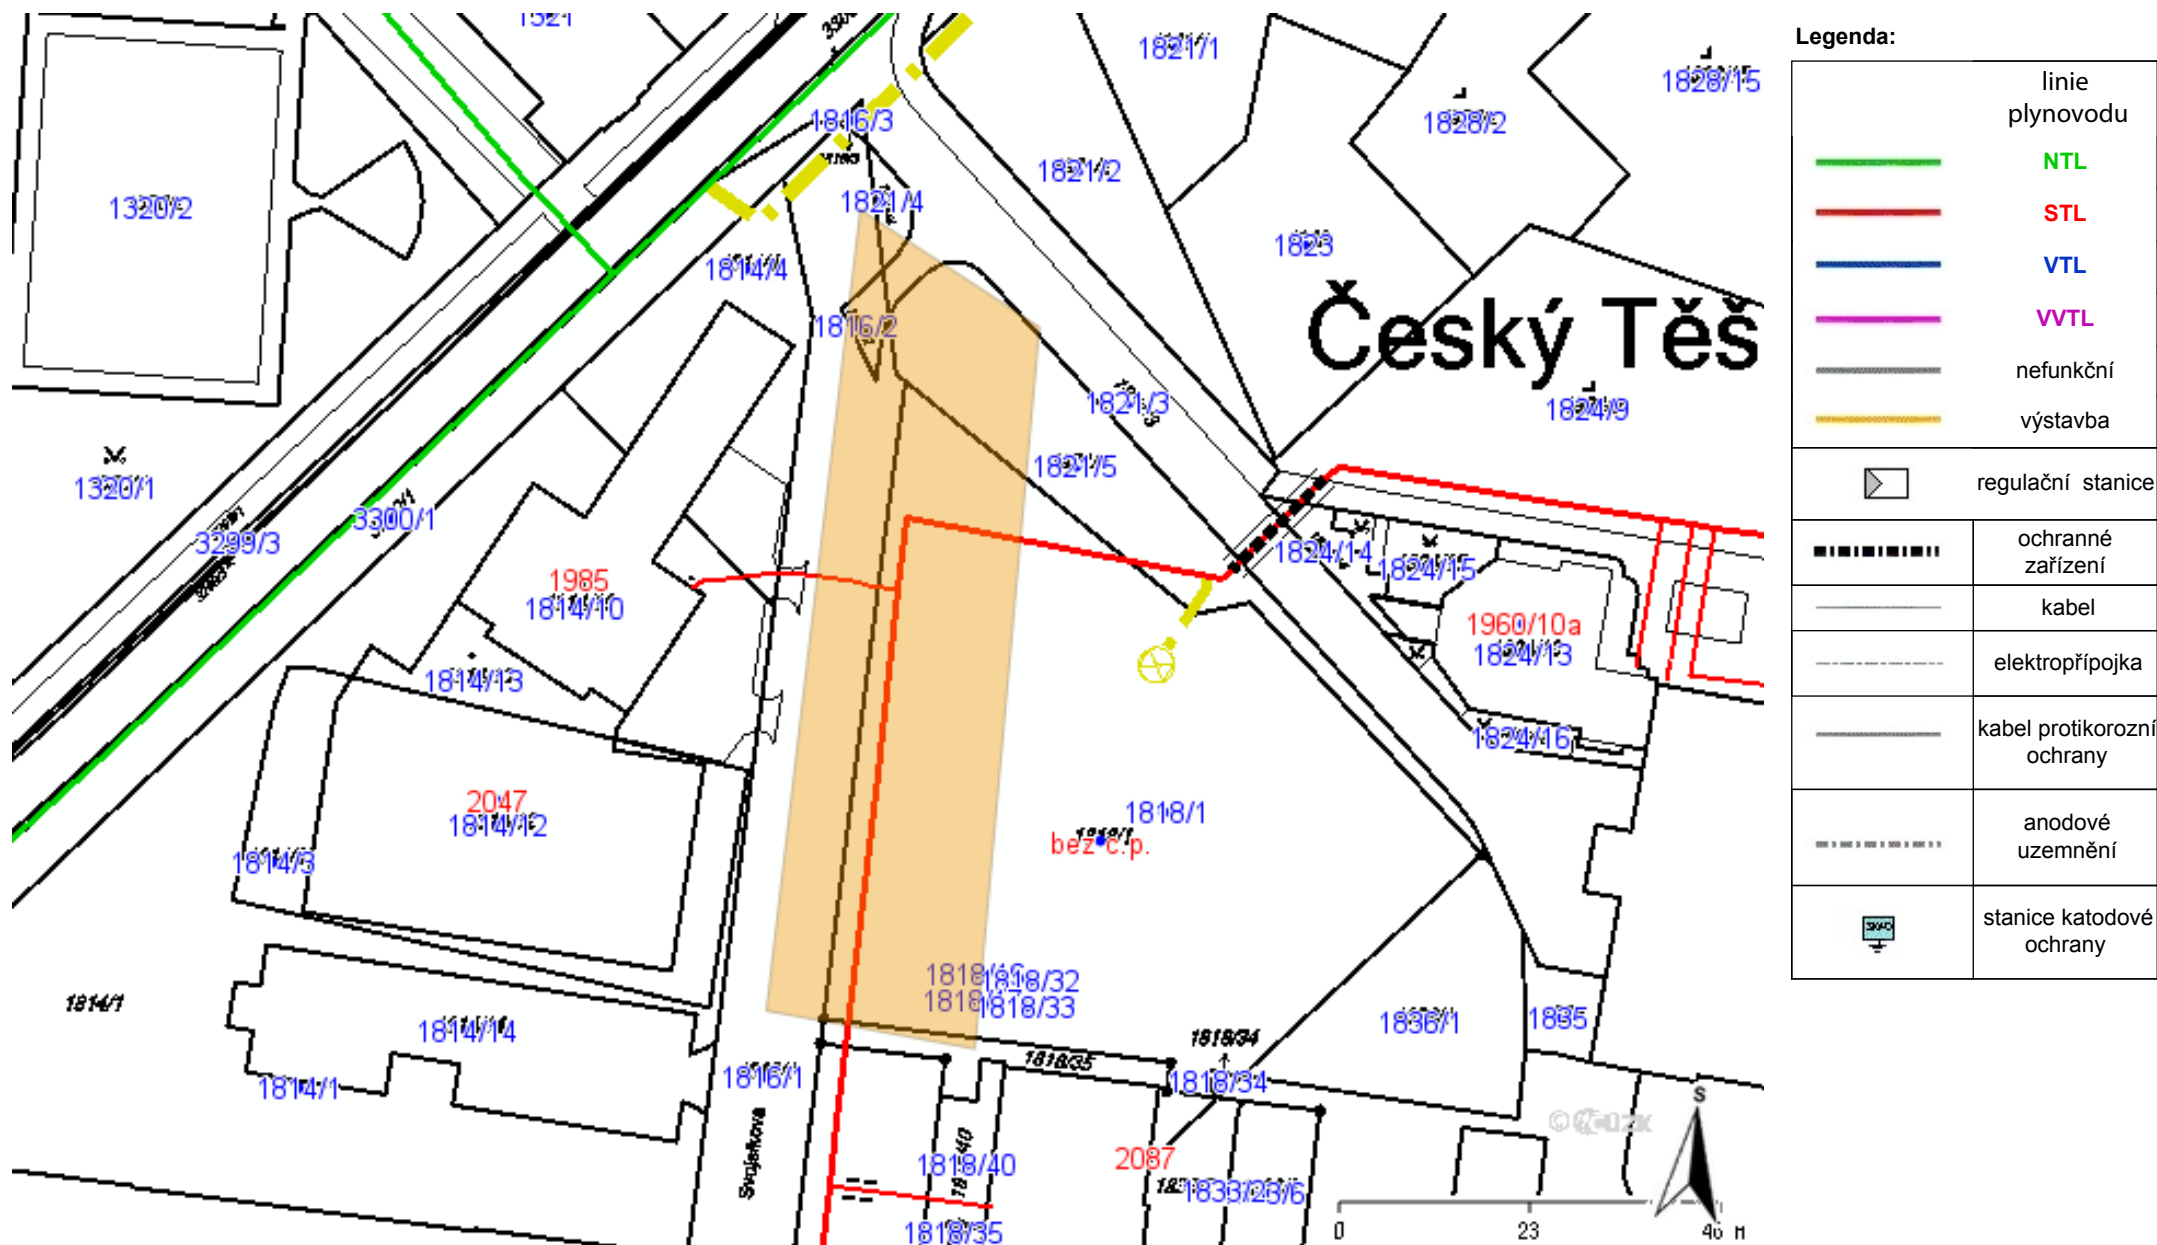 1521
1821/1
1828/15
1828/2
1816/3
1821/2
1320/2
1821/4
1823
1814/4
Český Těš
1816/2
1821/3
1824/9
1821/5
1320/1
3300/1
3299/3
1824/14
1824/15
1985
1814/10
1960/10a
1824/13
1814/13
1824/16
2047
1814/12
1818/1
bez č.p.
1814/3
1818/32
1818/33
1814/1
1814/14
1836/1
1835
1818/34
1818/35
1816/1
1818/34
1814/1
Svojsíkova
1818/40
2087
1818/35
S
0 23 46 M
Legenda:
linie
plynovodu
NTL
STL
VTL
VVTL
nefunkční
výstavba
regulační stanice
ochranné
zařízení
kabel
elektropřípojka
kabel protikorozní
ochrany
anodové
uzemnění
stanice katodové
ochrany